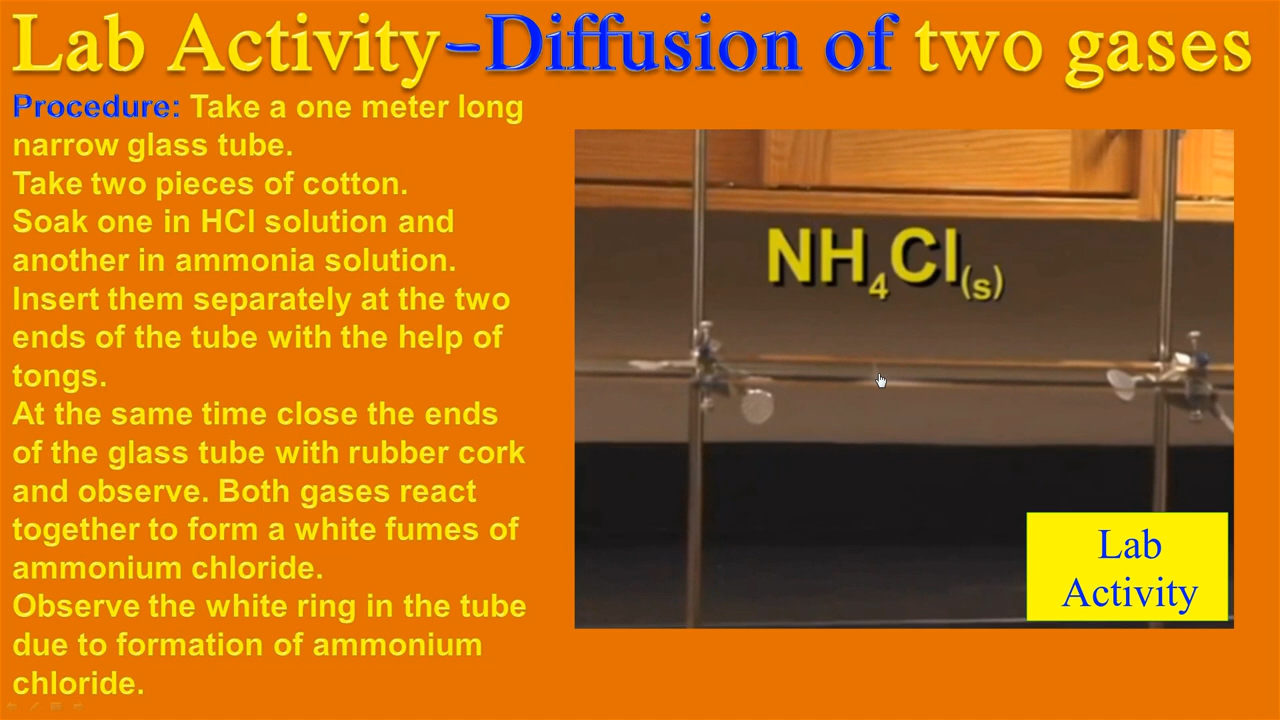 Lab Activity-Diffusion of two gases
Procedure: Take a one meter long
narrow glass tube.
Take two pieces of cotton.
Soak one in HCl solution and
another in ammonia solution.
Insert them separately at the two
ends of the tube with the help of
tongs.
At the same time close the ends
of the glass tube with rubber cork
and observe. Both gases react
together to form a white fumes of
ammonium chloride.
Observe the white ring in the tube
due to formation of ammonium
chloride.
NH₄Cl₍s₎
Lab
Activity